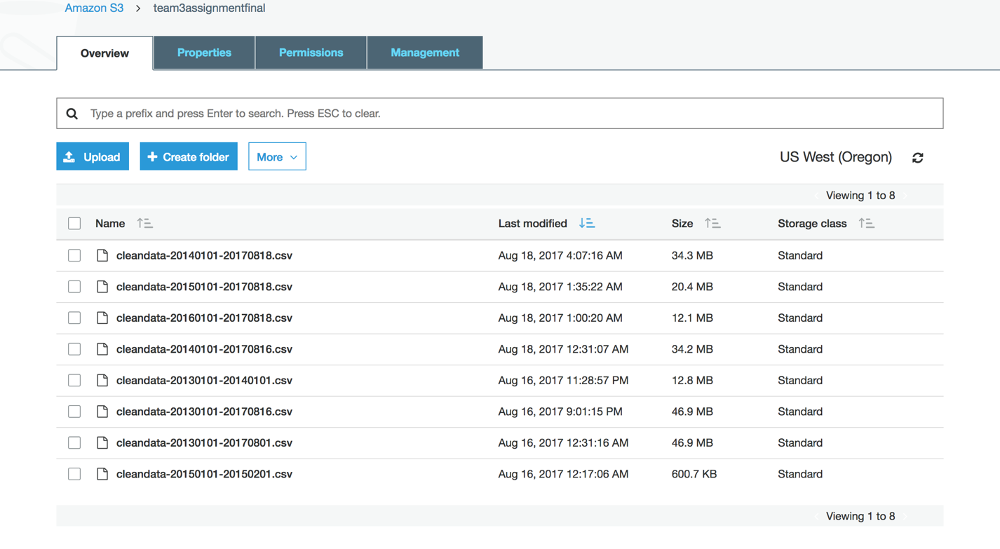 Amazon S3 > team3assignmentfinal
Overview Properties Permissions Management
Type a prefix and press Enter to search. Press ESC to clear.
Upload + Create folder More US West (Oregon)
Viewing 1 to 8
Name Last modified Size Storage class
cleandata-20140101-20170818.csv Aug 18, 2017 4:07:16 AM 34.3 MB Standard
cleandata-20150101-20170818.csv Aug 18, 2017 1:35:22 AM 20.4 MB Standard
cleandata-20160101-20170818.csv Aug 18, 2017 1:00:20 AM 12.1 MB Standard
cleandata-20140101-20170816.csv Aug 18, 2017 12:31:07 AM 34.2 MB Standard
cleandata-20130101-20140101.csv Aug 16, 2017 11:28:57 PM 12.8 MB Standard
cleandata-20130101-20170816.csv Aug 16, 2017 9:01:15 PM 46.9 MB Standard
cleandata-20130101-20170801.csv Aug 16, 2017 12:31:16 AM 46.9 MB Standard
cleandata-20150101-20150201.csv Aug 16, 2017 12:17:06 AM 600.7 KB Standard
Viewing 1 to 8